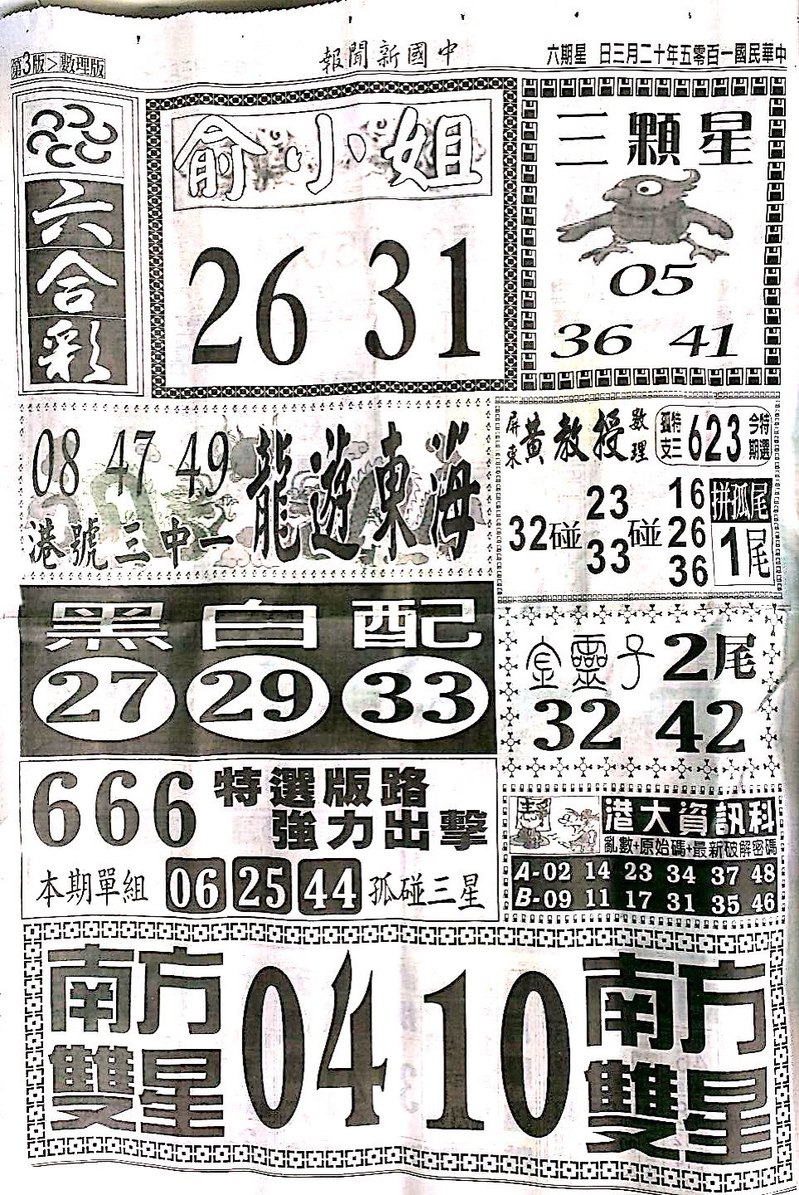 第3版>數理版
報聞新國中
六期星 日三月二十年五零百一國民華中
六合彩
俞小姐
26 31
三顆星
05
36 41
08 47 49
港號三中一
龍遊東海
屏東黃教授數理
特三孤支 623 今期特選
32碰 23 33 碰 16 26 36
拼孤尾
1尾
黑白配
27 29 33
金靈子 2尾
32 42
666 特選版路
強力出擊
本期單組 06 25 44 孤碰三星
港大資訊科
亂數+原始碼+最新破解密碼
A-02 14 23 34 37 48
B-09 11 17 31 35 46
南方雙星
04 10
南方雙星